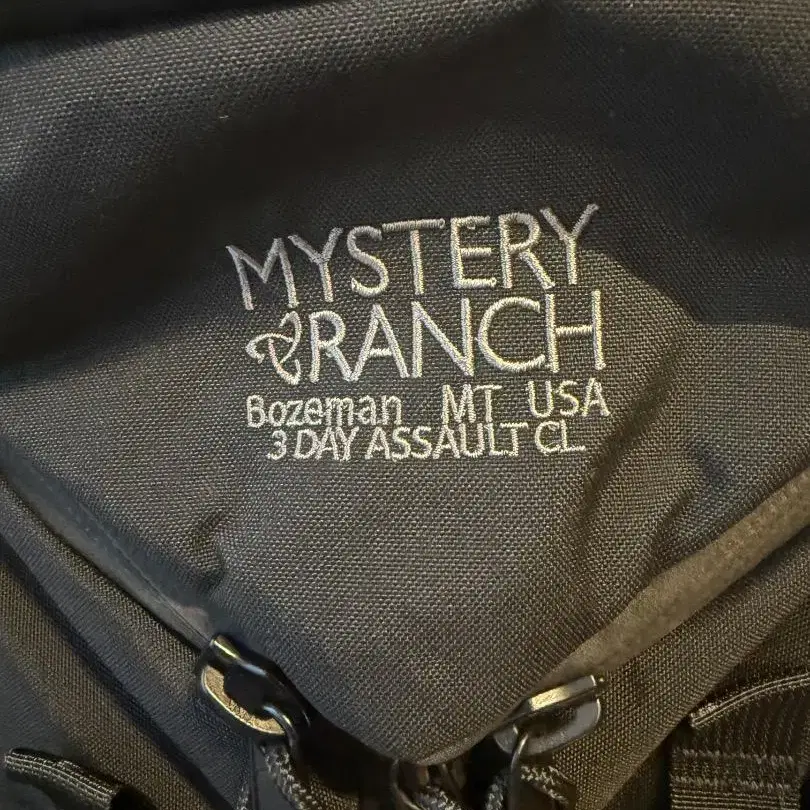 MYSTERY
RANCH
Bozeman MT USA
3 DAY ASSAULT CL